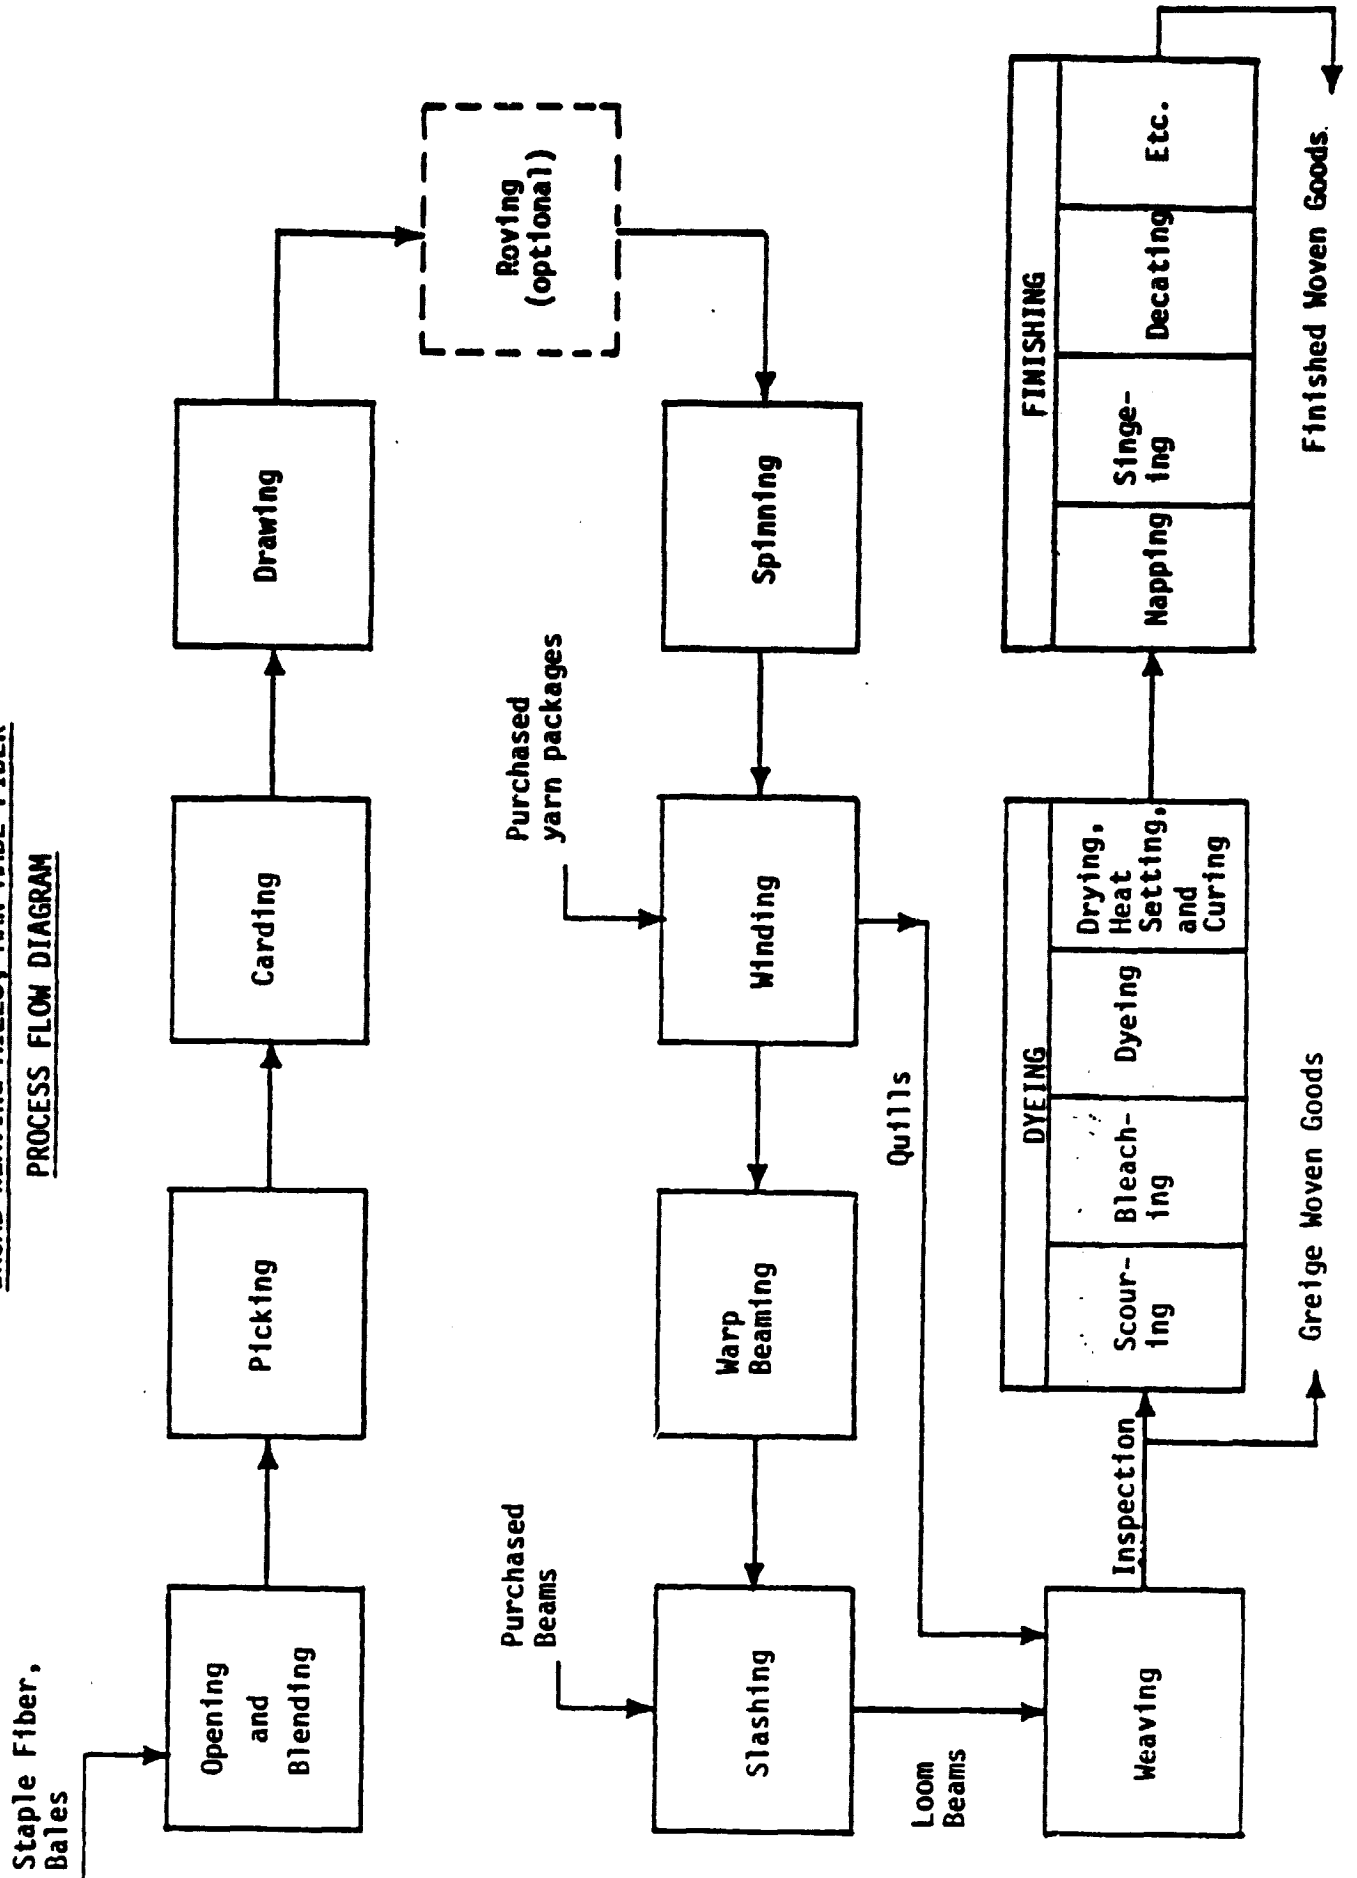 PROCESS FLOW DIAGRAM
Staple Fiber,
Bales
Opening
and
Blending
Picking
Carding
Drawing
Roving
(optional)
Purchased
Beams
Purchased
yarn packages
Slashing
Warp
Beaming
Winding
Spinning
Loom
Beams
Quills
Weaving
Inspection
DYEING
Scour-
ing
Bleach-
ing
Dyeing
Drying,
Heat
Setting,
and
Curing
FINISHING
Napping
Singe-
ing
Decating
Etc.
Greige Woven Goods
Finished Woven Goods.